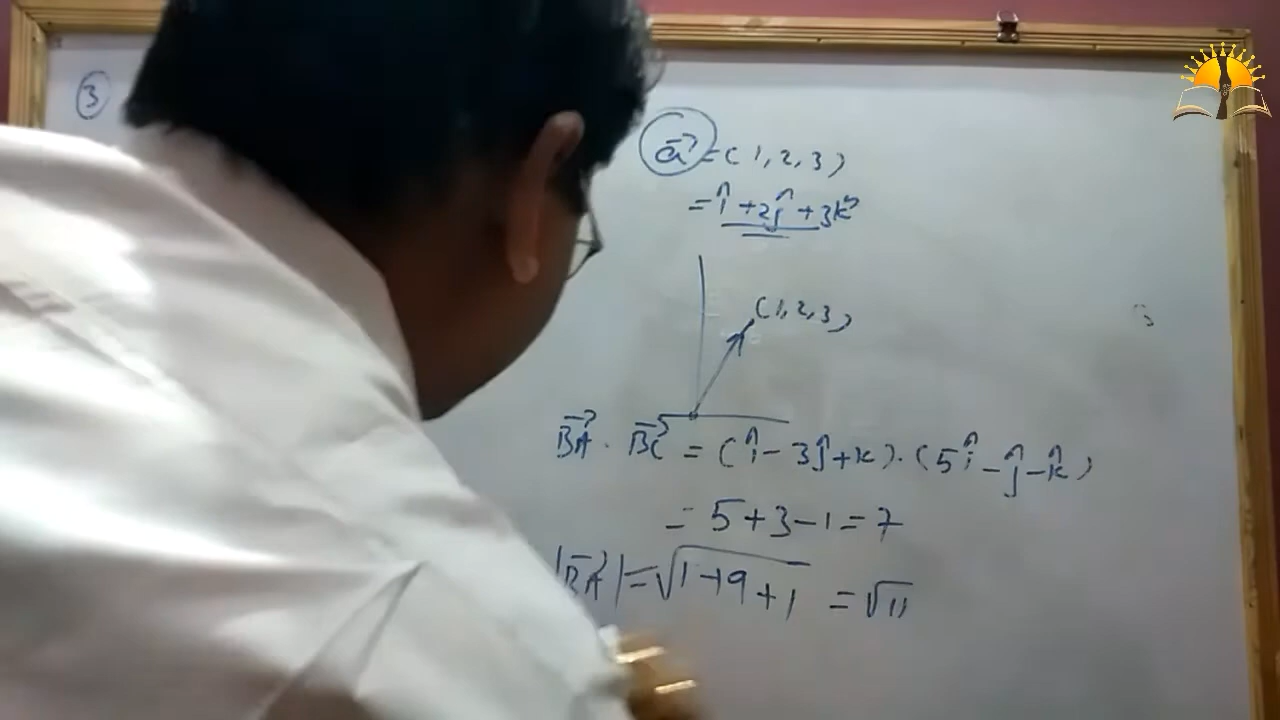 3
a⃗ = (1, 2, 3)
= î + 2ĵ + 3k̂
(1, 2, 3)
BA⃗ · BC⃗ = (î - 3ĵ + k) · (5î - ĵ - k̂)
= 5 + 3 - 1 = 7
|BA⃗| = √1+9+1 = √11